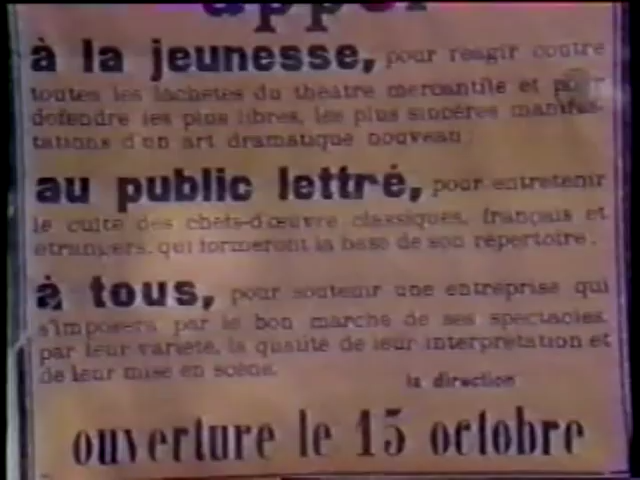 appel
à la jeunesse, pour réagir contre
toutes les lâchetés du théâtre mercantile et pour
défendre les plus libres, les plus sincères manifes-
tations d'un art dramatique nouveau ;
au public lettré, pour entretenir
le culte des chefs-d'œuvre classiques, français et
étrangers, qui formeront la base de son répertoire.
à tous, pour soutenir une entreprise qui
s'imposera par le bon marché de ses spectacles,
par leur variété, la qualité de leur interprétation et
de leur mise en scène.
la direction
ouverture le 15 octobre